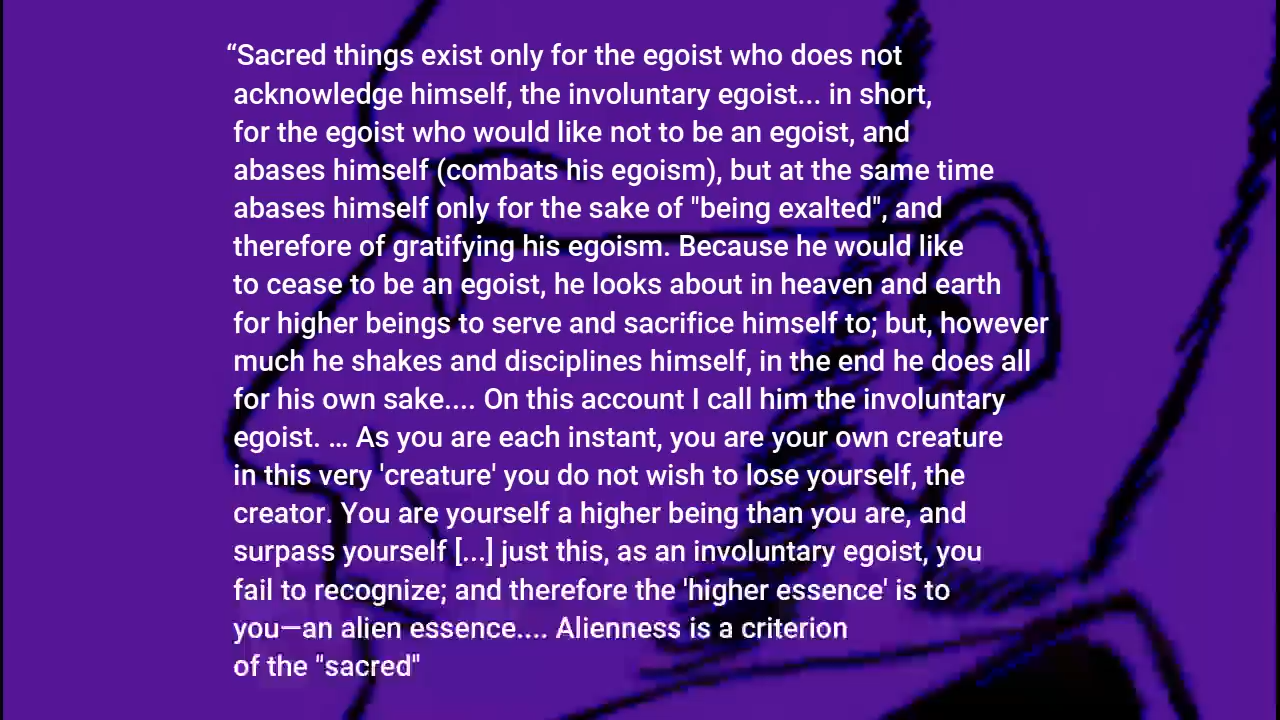 “Sacred things exist only for the egoist who does not
acknowledge himself, the involuntary egoist... in short,
for the egoist who would like not to be an egoist, and
abases himself (combats his egoism), but at the same time
abases himself only for the sake of "being exalted", and
therefore of gratifying his egoism. Because he would like
to cease to be an egoist, he looks about in heaven and earth
for higher beings to serve and sacrifice himself to; but, however
much he shakes and disciplines himself, in the end he does all
for his own sake.... On this account I call him the involuntary
egoist. ... As you are each instant, you are your own creature
in this very 'creature' you do not wish to lose yourself, the
creator. You are yourself a higher being than you are, and
surpass yourself [...] just this, as an involuntary egoist, you
fail to recognize; and therefore the 'higher essence' is to
you—an alien essence.... Alienness is a criterion
of the "sacred"